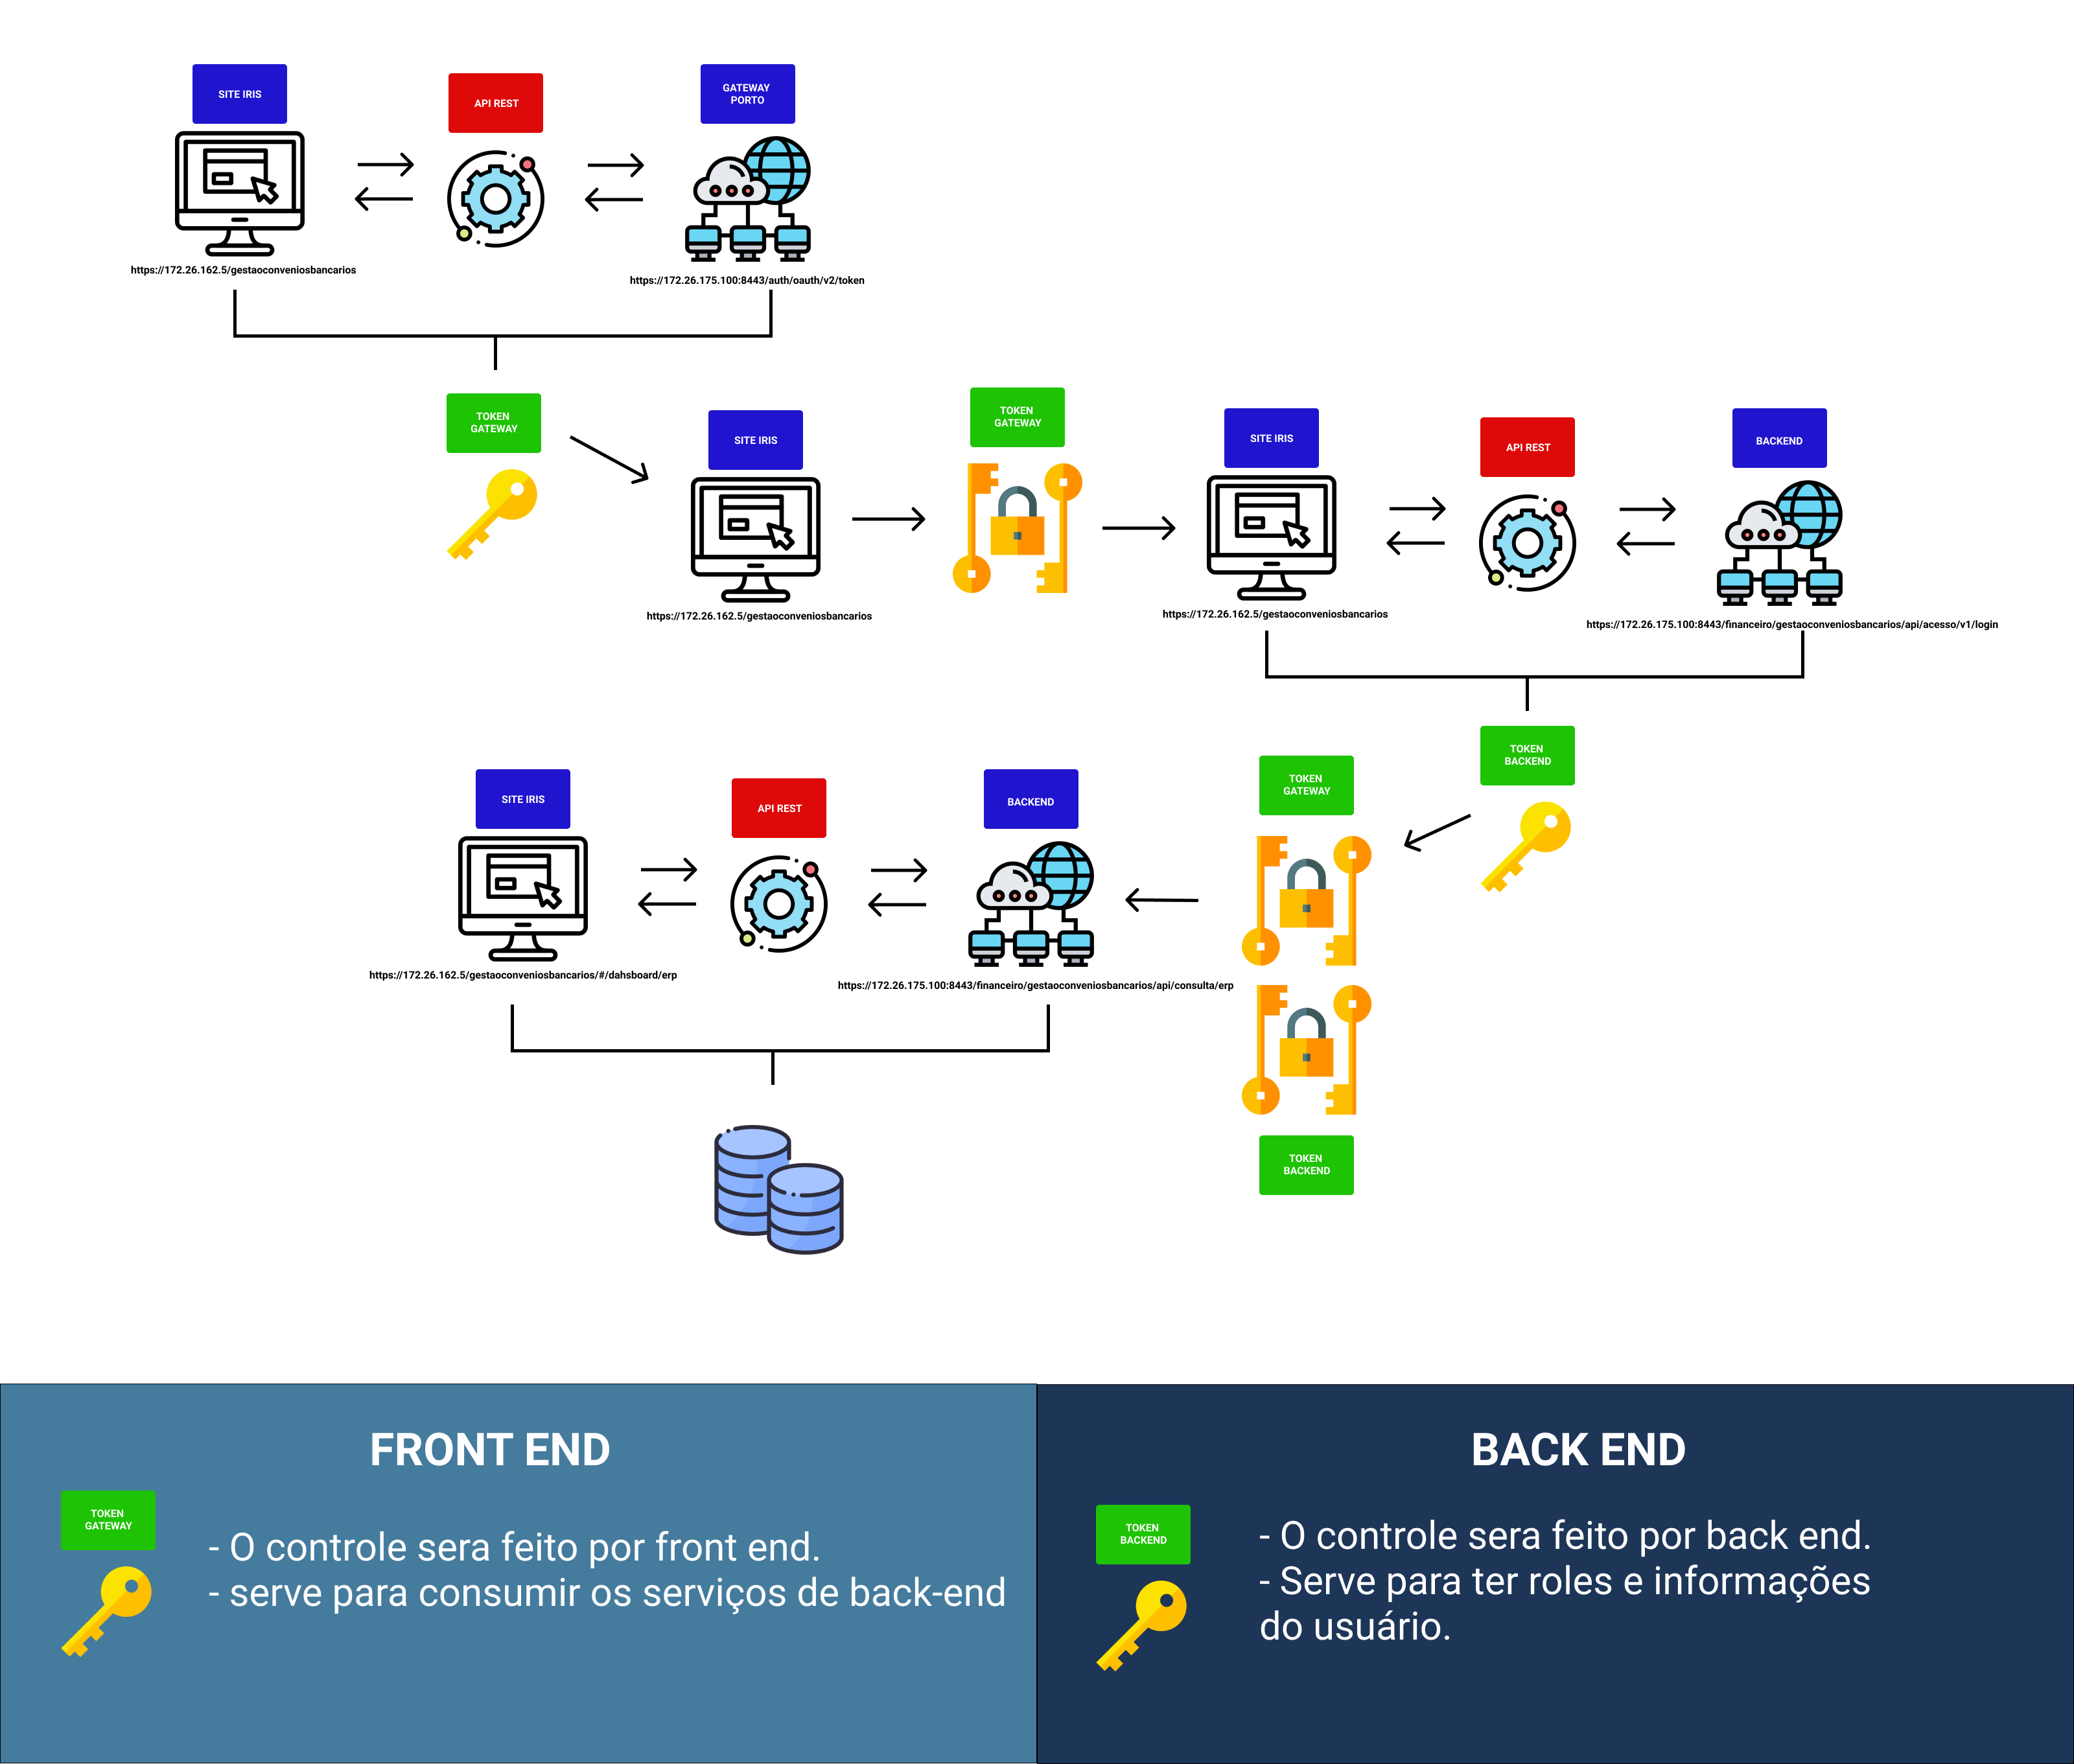 SITE IRIS
API REST
GATEWAY
PORTO
https://172.26.162.5/gestaoconveniosbancarios
https://172.26.175.100:8443/auth/oauth/v2/token
TOKEN
GATEWAY
SITE IRIS
https://172.26.162.5/gestaoconveniosbancarios
TOKEN
GATEWAY
SITE IRIS
https://172.26.162.5/gestaoconveniosbancarios
API REST
BACKEND
https://172.26.175.100:8443/financeiro/gestaoconveniosbancarios/api/acesso/v1/login
TOKEN
BACKEND
TOKEN
GATEWAY
SITE IRIS
API REST
BACKEND
https://172.26.162.5/gestaoconveniosbancarios/#/dahsboard/erp
https://172.26.175.100:8443/financeiro/gestaoconveniosbancarios/api/consulta/erp
TOKEN
BACKEND
FRONT END
TOKEN
GATEWAY
- O controle sera feito por front end.
- serve para consumir os serviços de back-end
BACK END
TOKEN
BACKEND
- O controle sera feito por back end.
- Serve para ter roles e informações
do usuário.